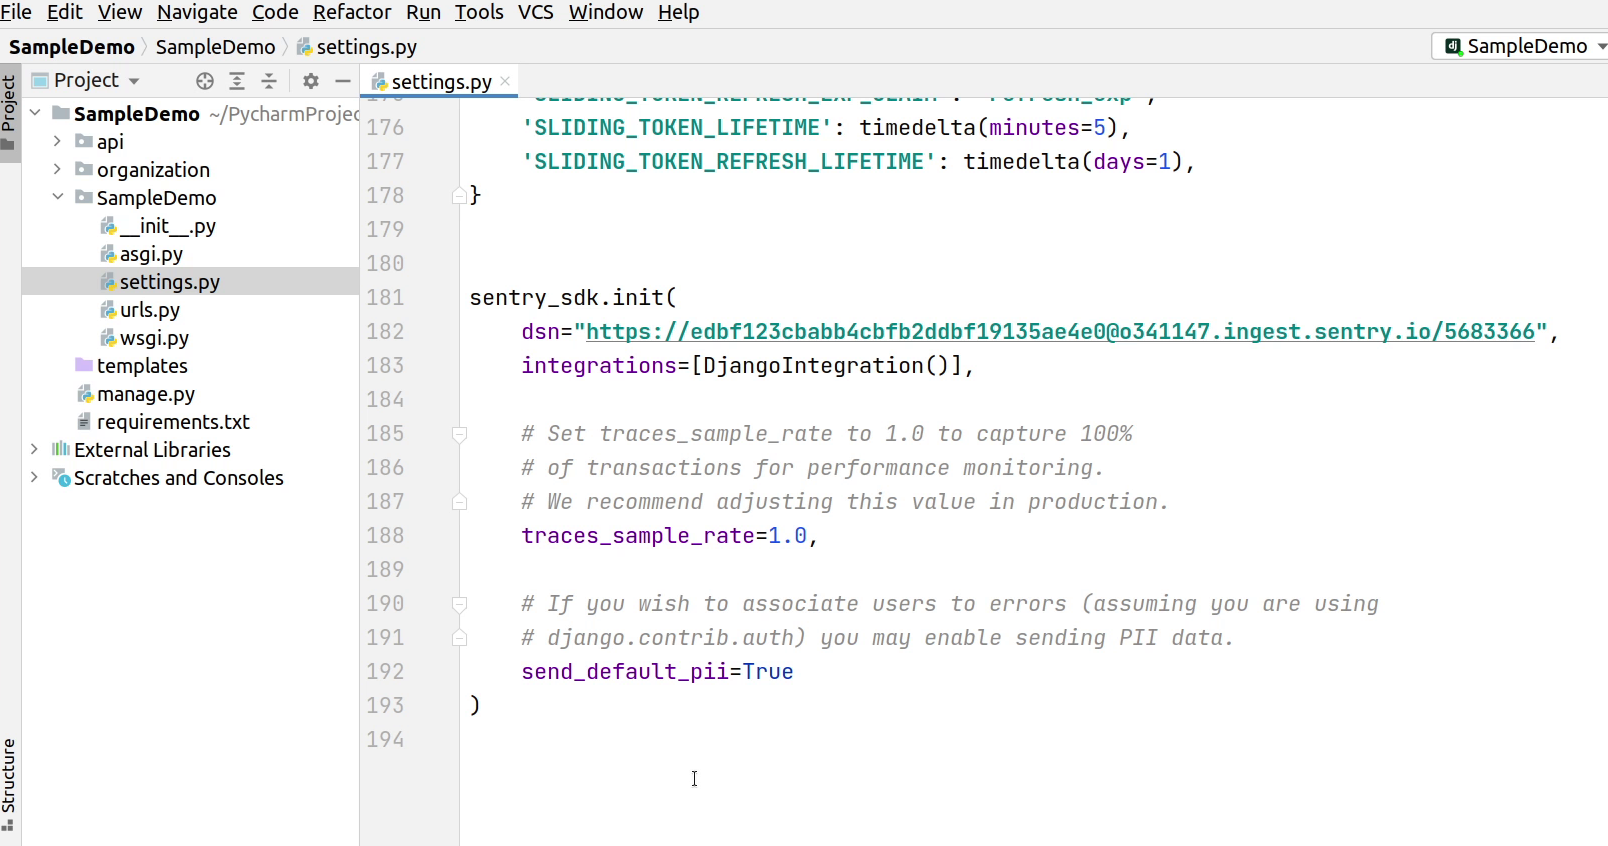 File Edit View Navigate Code Refactor Run Tools VCS Window Help
SampleDemo SampleDemo settings.py
SampleDemo
Project
Project
settings.py
SampleDemo ~/PycharmProjec
api
organization
SampleDemo
__init__.py
asgi.py
settings.py
urls.py
wsgi.py
templates
manage.py
requirements.txt
External Libraries
Scratches and Consoles
Structure
176 'SLIDING_TOKEN_LIFETIME': timedelta(minutes=5),
177 'SLIDING_TOKEN_REFRESH_LIFETIME': timedelta(days=1),
178 }
179
180
181 sentry_sdk.init(
182 dsn="https://edbf123cbabb4cbfb2ddbf19135ae4e0@o341147.ingest.sentry.io/5683366",
183 integrations=[DjangoIntegration()],
184
185 # Set traces_sample_rate to 1.0 to capture 100%
186 # of transactions for performance monitoring.
187 # We recommend adjusting this value in production.
188 traces_sample_rate=1.0,
189
190 # If you wish to associate users to errors (assuming you are using
191 # django.contrib.auth) you may enable sending PII data.
192 send_default_pii=True
193 )
194